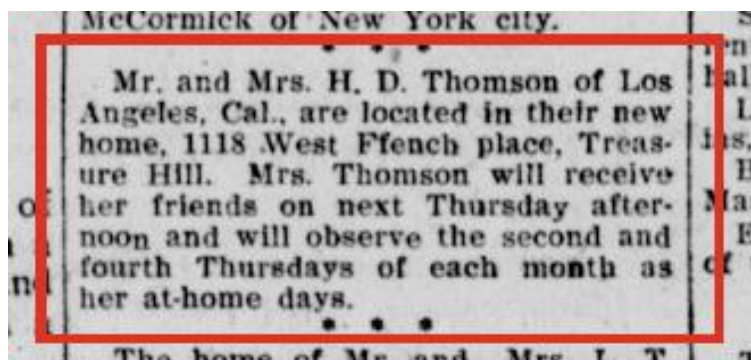 McCormick of New York city.
* * *
Mr. and Mrs. H. D. Thomson of Los
Angeles, Cal., are located in their new
home, 1118 West Ffench place, Treas-
ure Hill. Mrs. Thomson will receive
her friends on next Thursday after-
noon and will observe the second and
fourth Thursdays of each month as
her at-home days.
* * *
The home of Mr. and Mrs. L. T.